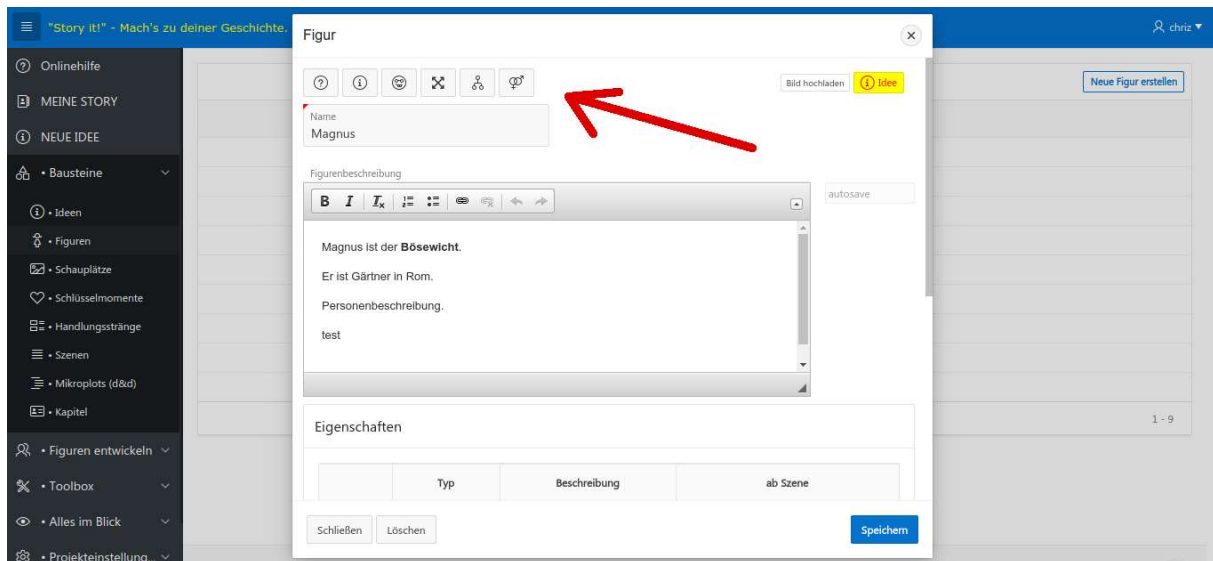 "Story it!" - Mach's zu deiner Geschichte.
chriz
Onlinehilfe
MEINE STORY
NEUE IDEE
• Bausteine
• Ideen
• Figuren
• Schauplätze
• Schlüsselmomente
• Handlungsstränge
• Szenen
• Mikroplots (d&d)
• Kapitel
• Figuren entwickeln
• Toolbox
• Alles im Blick
• Projekteinstellung...
Figur
Bild hochladen
Idee
Neue Figur erstellen
Name
Magnus
Figurenbeschreibung
autosave
Magnus ist der Bösewicht.
Er ist Gärtner in Rom.
Personenbeschreibung.
test
Eigenschaften
Typ Beschreibung ab Szene
1 - 9
Schließen Löschen Speichern